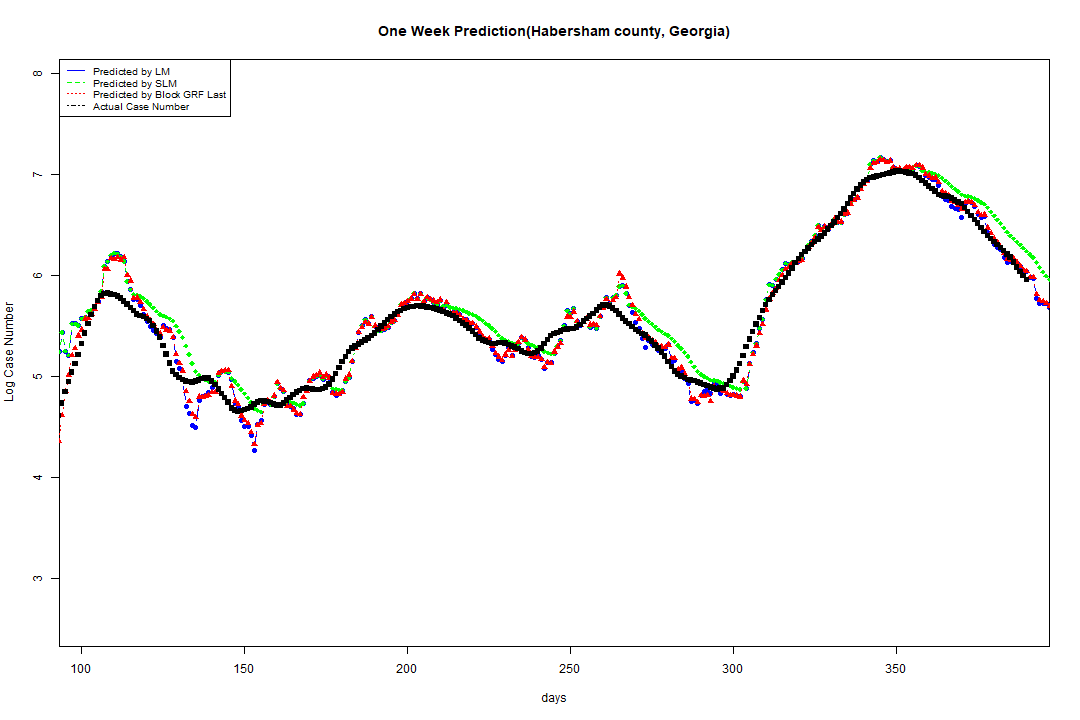 One Week Prediction(Habersham county, Georgia)
Predicted by LM
Predicted by SLM
Predicted by Block GRF Last
Actual Case Number
8
7
6
5
4
3
Log Case Number
100 150 200 250 300 350
days